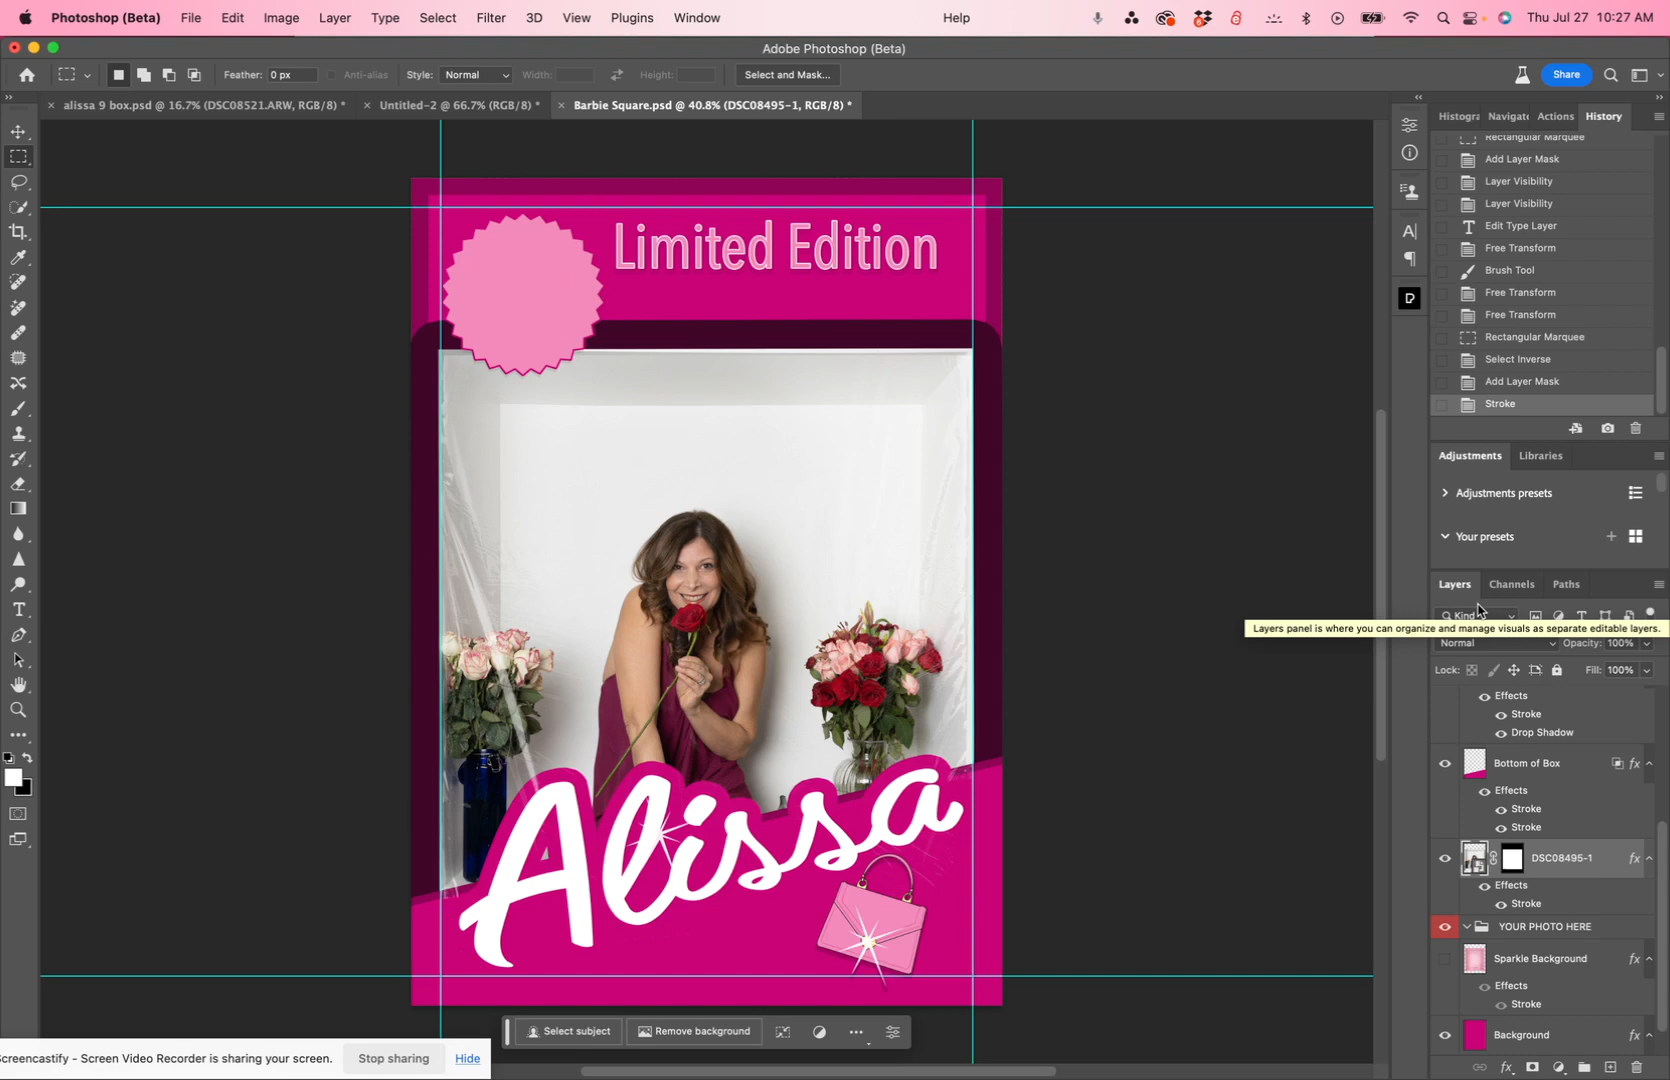 Photoshop (Beta) File Edit Image Layer Type Select Filter 3D View Plugins Window Help Thu Jul 27 10:27 AM
Adobe Photoshop (Beta)
Feather: 0 px Anti-alias Style: Normal Width: Height: Select and Mask... Share
alissa 9 box.psd @ 16.7% (DSC08521.ARW, RGB/8) * Untitled-2 @ 66.7% (RGB/8) * Barbie Square.psd @ 40.8% (DSC08495-1, RGB/8) *
Histogra Navigate Actions History
Rectangular Marquee
Add Layer Mask
Layer Visibility
Layer Visibility
Edit Type Layer
Free Transform
Brush Tool
Free Transform
Free Transform
Rectangular Marquee
Select Inverse
Add Layer Mask
Stroke
Limited Edition
Alissa
Adjustments Libraries
Adjustments presets
Your presets
Layers Channels Paths
Kind
Layers panel is where you can organize and manage visuals as separate editable layers.
Normal Opacity: 100%
Lock: Fill: 100%
Effects
Stroke
Drop Shadow
Bottom of Box fx
Effects
Stroke
Stroke
DSC08495-1 fx
Effects
Stroke
YOUR PHOTO HERE
Sparkle Background fx
Effects
Stroke
Background fx
fx
Select subject Remove background
Screencastify - Screen Video Recorder is sharing your screen. Stop sharing Hide